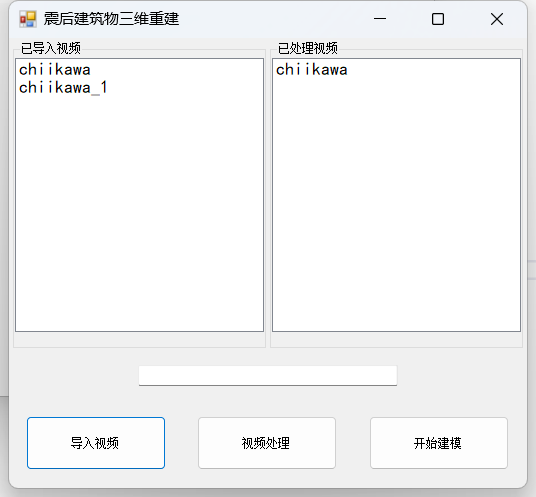 震后建筑物三维重建
已导入视频
chiikawa
chiikawa_1
已处理视频
chiikawa
导入视频
视频处理
开始建模